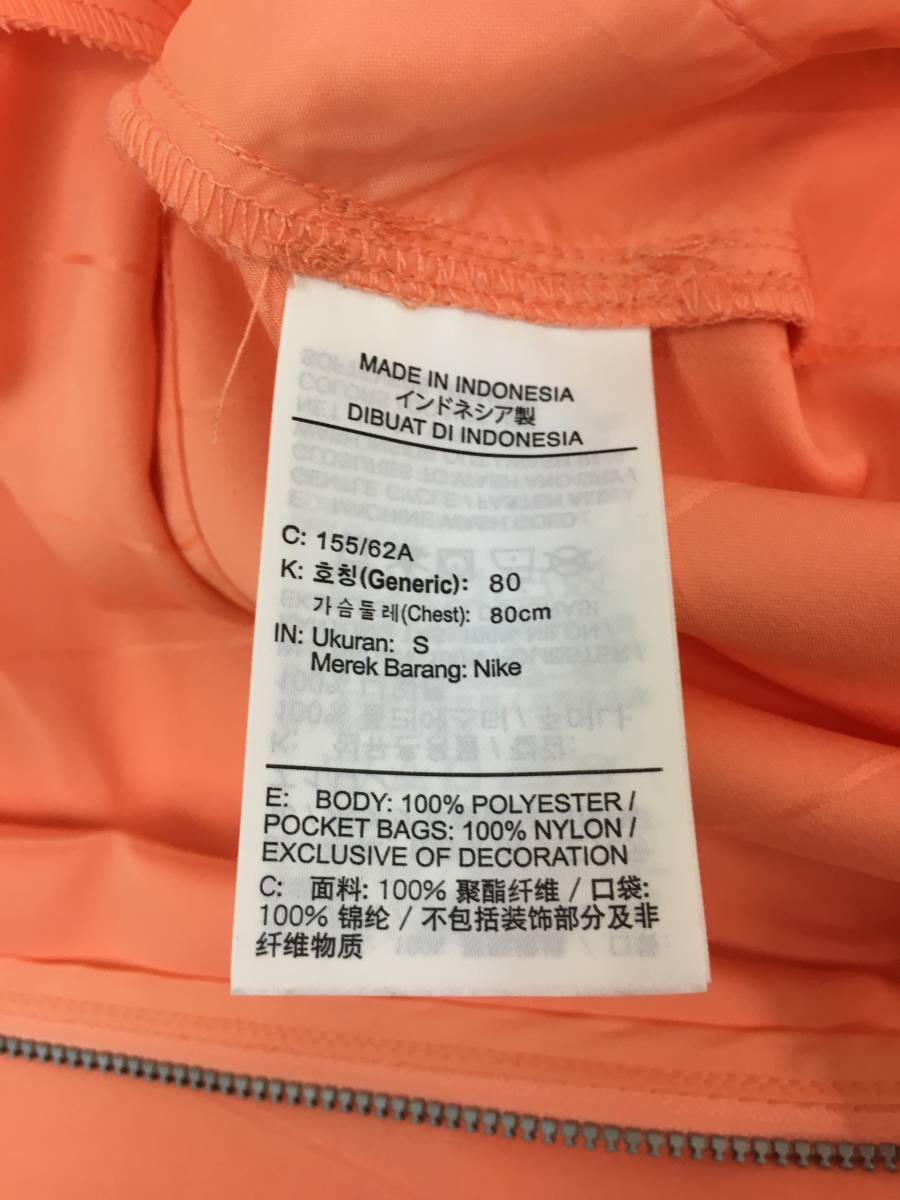 MADE IN INDONESIA
インドネシア製
DIBUAT DI INDONESIA
C: 155/62A
K: 호칭(Generic): 80
가슴둘레(Chest): 80cm
IN: Ukuran: S
Merek Barang: Nike
E: BODY: 100% POLYESTER /
POCKET BAGS: 100% NYLON /
EXCLUSIVE OF DECORATION
C: 面料: 100% 聚酯纤维 / 口袋:
100% 锦纶 / 不包括装饰部分及非
纤维物质